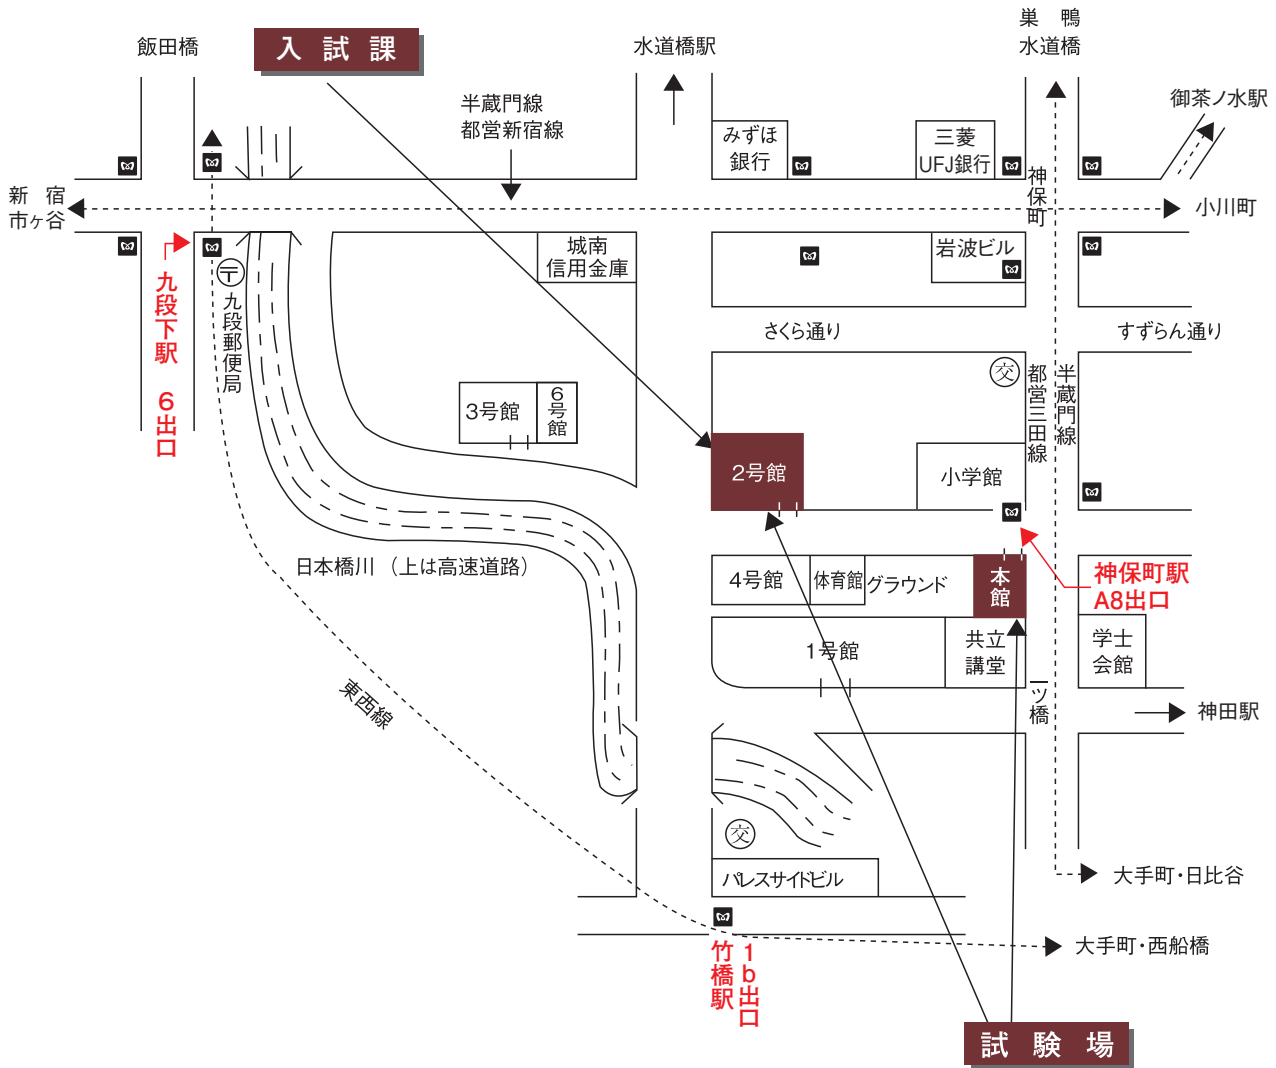 巣　鴨
水道橋
飯田橋
入 試 課
水道橋駅
半蔵門線
都営新宿線
御茶ノ水駅
みずほ
銀行
三菱
UFJ銀行
神保町
新　宿
市ヶ谷
小川町
九段下駅　6出口
〒
九段郵便局
城南
信用金庫
岩波ビル
さくら通り
すずらん通り
交
都営三田線
半蔵門線
3号館
6号館
2号館
小学館
日本橋川（上は高速道路）
4号館
体育館
グラウンド
本館
神保町駅
A8出口
1号館
共立
講堂
学士
会館
一ツ橋
神田駅
東西線
交
パレスサイドビル
大手町・日比谷
大手町・西船橋
竹橋駅
1b出口
試 験 場